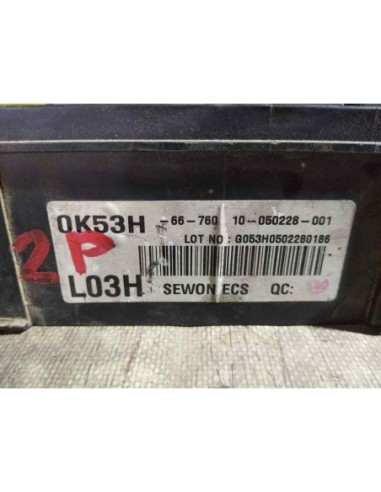 0K53H -66-760 10-050228-001
LOT NO : G053H0502280186
2P
L03H SEWON ECS QC: